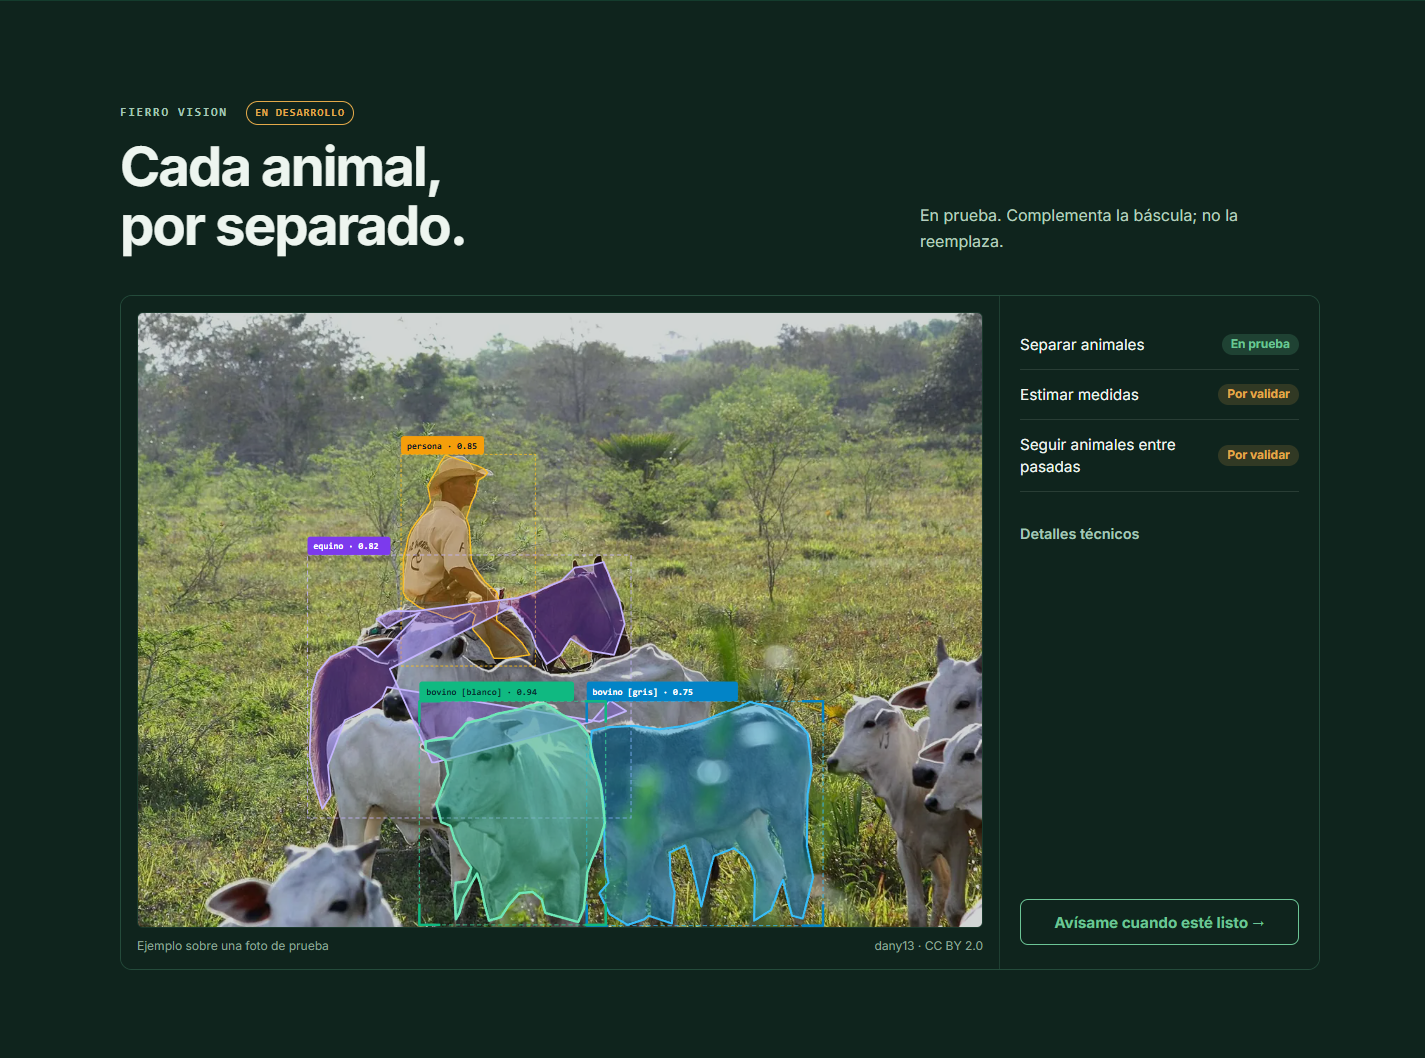 FIERRO VISION
EN DESARROLLO
Cada animal,
por separado.
En prueba. Complementa la báscula; no la
reemplaza.
persona · 0.85
equino · 0.82
bovino [blanco] · 0.94
bovino [gris] · 0.75
Ejemplo sobre una foto de prueba
dany13 · CC BY 2.0
Separar animales
En prueba
Estimar medidas
Por validar
Seguir animales entre
pasadas
Por validar
Detalles técnicos
Avísame cuando esté listo →